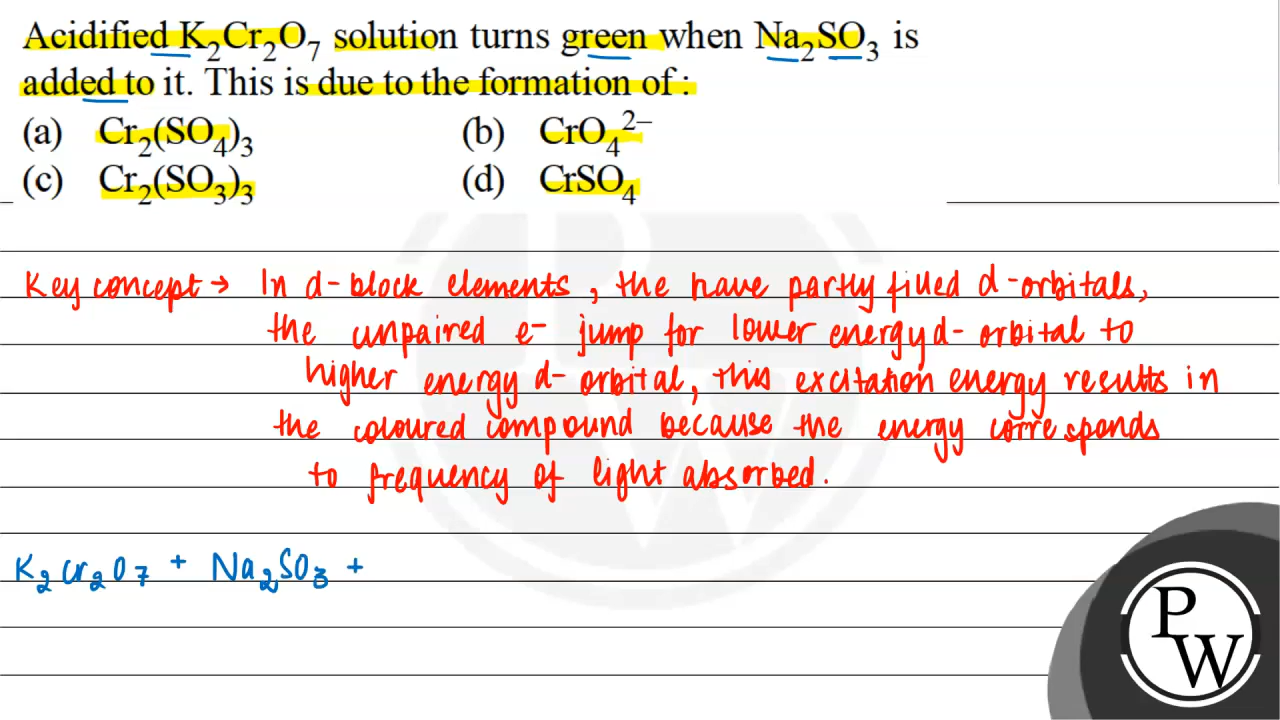 Acidified K₂Cr₂O₇ solution turns green when Na₂SO₃ is
added to it. This is due to the formation of :
(a) Cr₂(SO₄)₃ (b) CrO₄²⁻
(c) Cr₂(SO₃)₃ (d) CrSO₄
Key concept → In d-block elements, the have partly filled d-orbitals,
the unpaired e- jump for lower energy d-orbital to
higher energy d-orbital, this excitation energy results in
the coloured compound because the energy corresponds
to frequency of light absorbed.
K₂Cr₂O₇ + Na₂SO₃ +
P
W